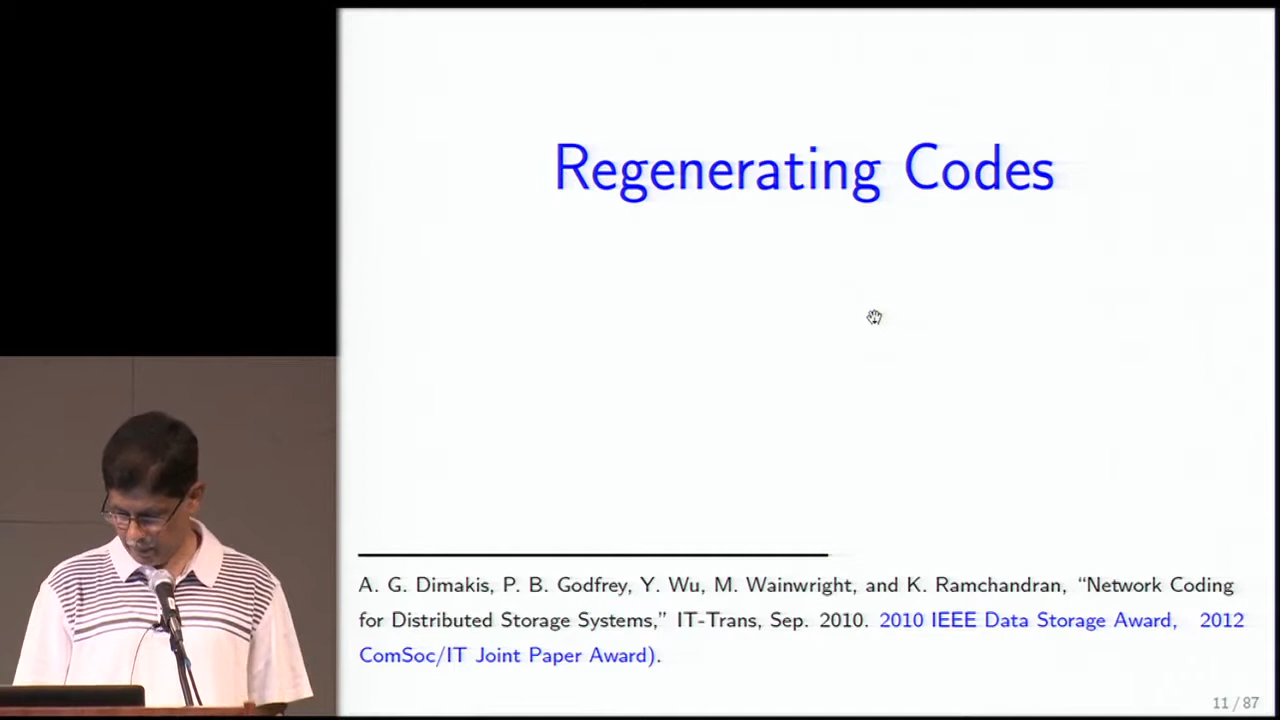 Regenerating Codes
A. G. Dimakis, P. B. Godfrey, Y. Wu, M. Wainwright, and K. Ramchandran, “Network Coding
for Distributed Storage Systems,” IT-Trans, Sep. 2010. 2010 IEEE Data Storage Award, 2012
ComSoc/IT Joint Paper Award).
11 / 87